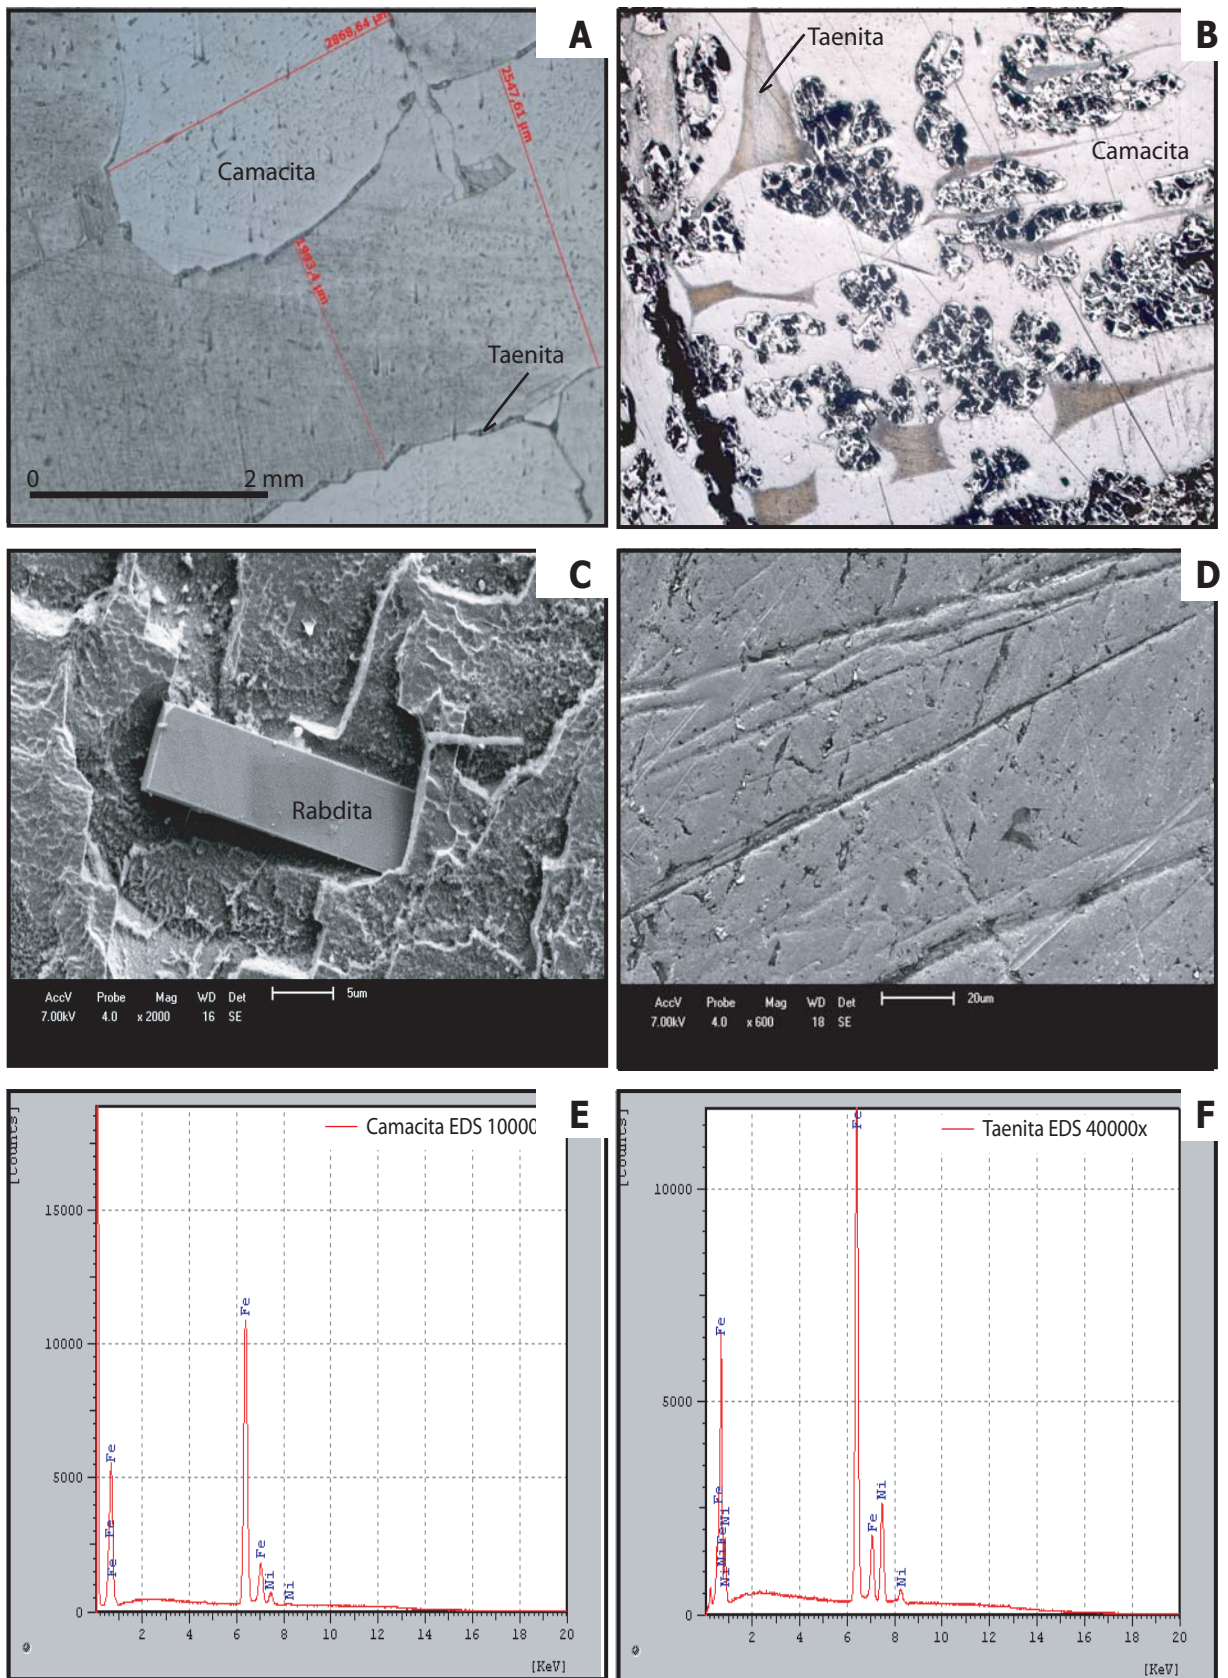 A
2868,64 µm
2547,61 µm
Camacita
Taenita
0 2 mm
B
Taenita
Camacita
C
Rabdita
AccV Probe Mag WD Det 5um
7.00kV 4.0 x 2000 16 SE
D
AccV Probe Mag WD Det 20um
7.00kV 4.0 x 600 18 SE
E
[Counts]
Camacita EDS 10000
15000
10000
5000
0
Fe
Fe
Fe
Fe
Fe
Ni
Ni
2 4 6 8 10 12 14 16 18 20
[KeV]
F
[Counts]
Taenita EDS 40000x
10000
5000
0
Fe
Fe
Fe
Ni
Fe
Ni
Ni
Fe
Ni
Ni
2 4 6 8 10 12 14 16 18 20
[KeV]